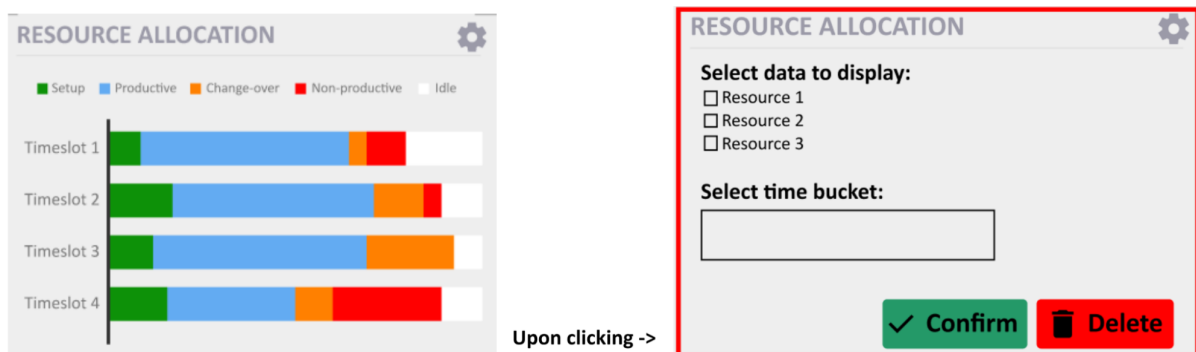 RESOURCE ALLOCATION
Setup Productive Change-over Non-productive Idle
Timeslot 1
Timeslot 2
Timeslot 3
Timeslot 4
Upon clicking ->
RESOURCE ALLOCATION
Select data to display:
Resource 1
Resource 2
Resource 3
Select time bucket:
Confirm Delete